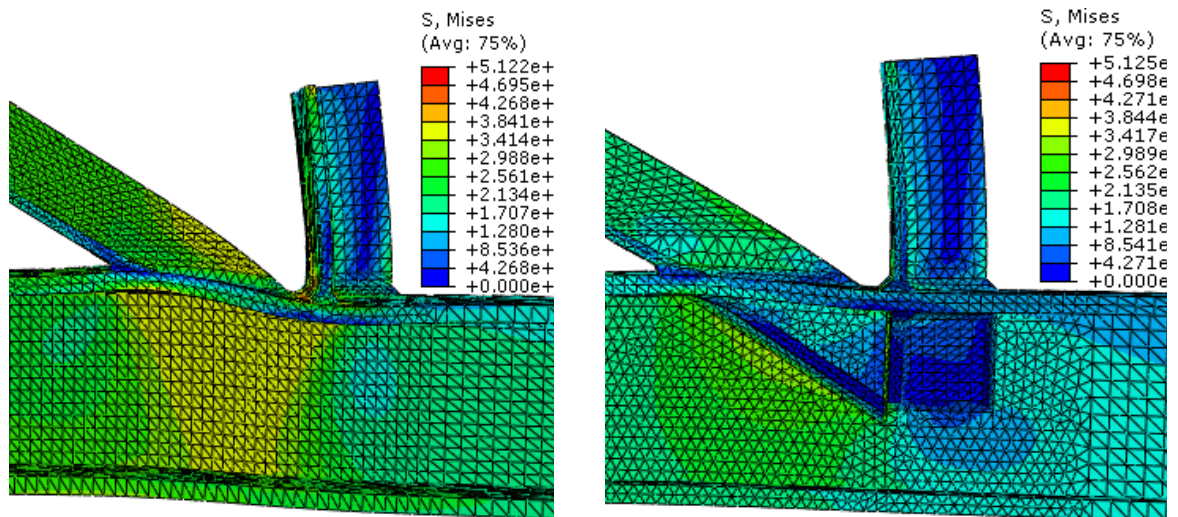 S, Mises
(Avg: 75%)
+5.122e+
+4.695e+
+4.268e+
+3.841e+
+3.414e+
+2.988e+
+2.561e+
+2.134e+
+1.707e+
+1.280e+
+8.536e+
+4.268e+
+0.000e+
S, Mises
(Avg: 75%)
+5.125e
+4.698e
+4.271e
+3.844e
+3.417e
+2.989e
+2.562e
+2.135e
+1.708e
+1.281e
+8.541e
+4.271e
+0.000e